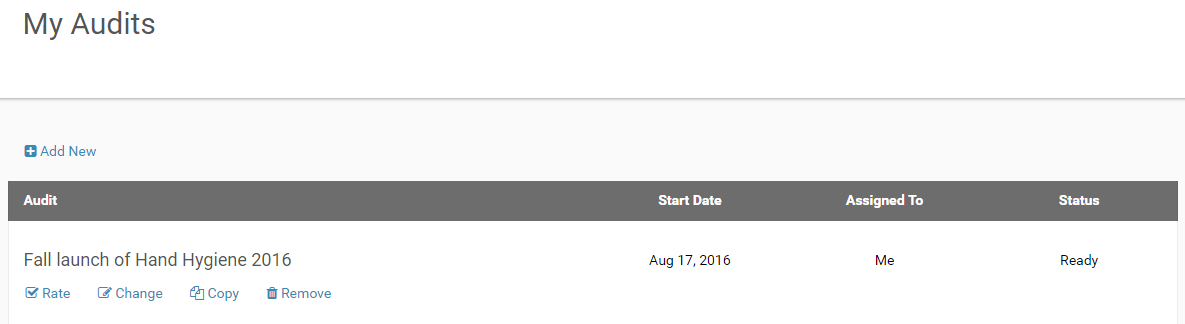 My Audits
Add New
Audit Start Date Assigned To Status
Fall launch of Hand Hygiene 2016 Aug 17, 2016 Me Ready
Rate Change Copy Remove